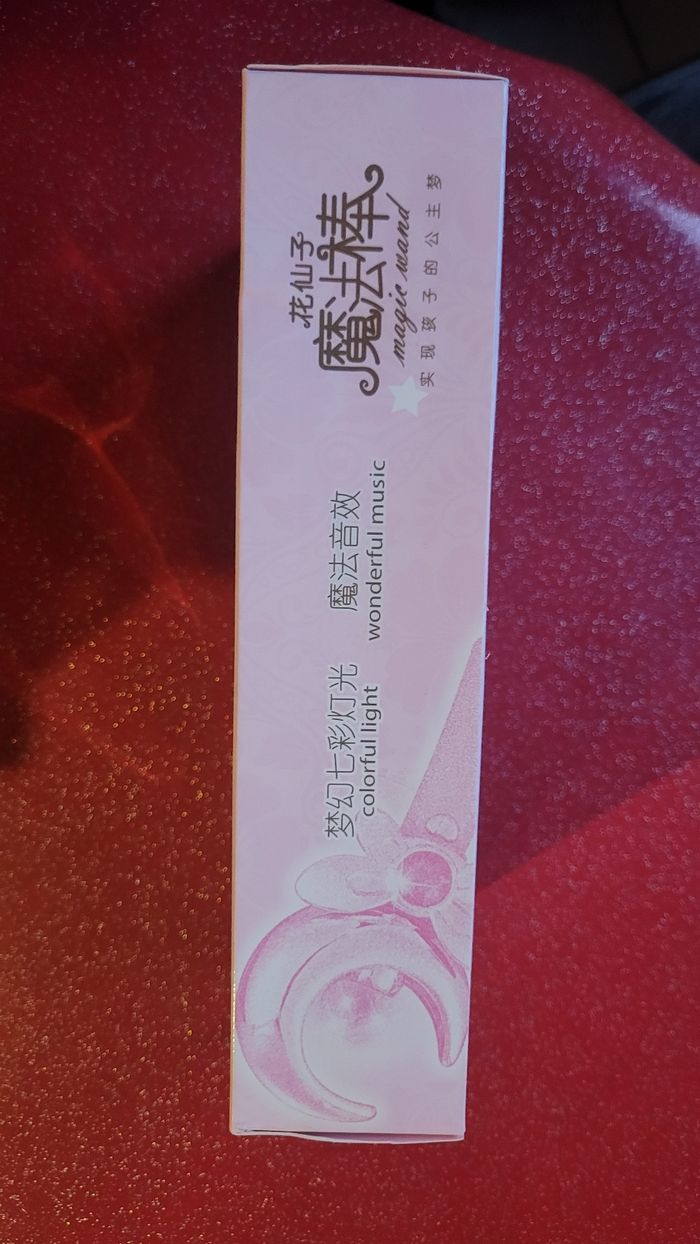 梦幻七彩灯光
colorful light
魔法音效
wonderful music
花仙子
魔法棒
magic wand
实现孩子的公主梦